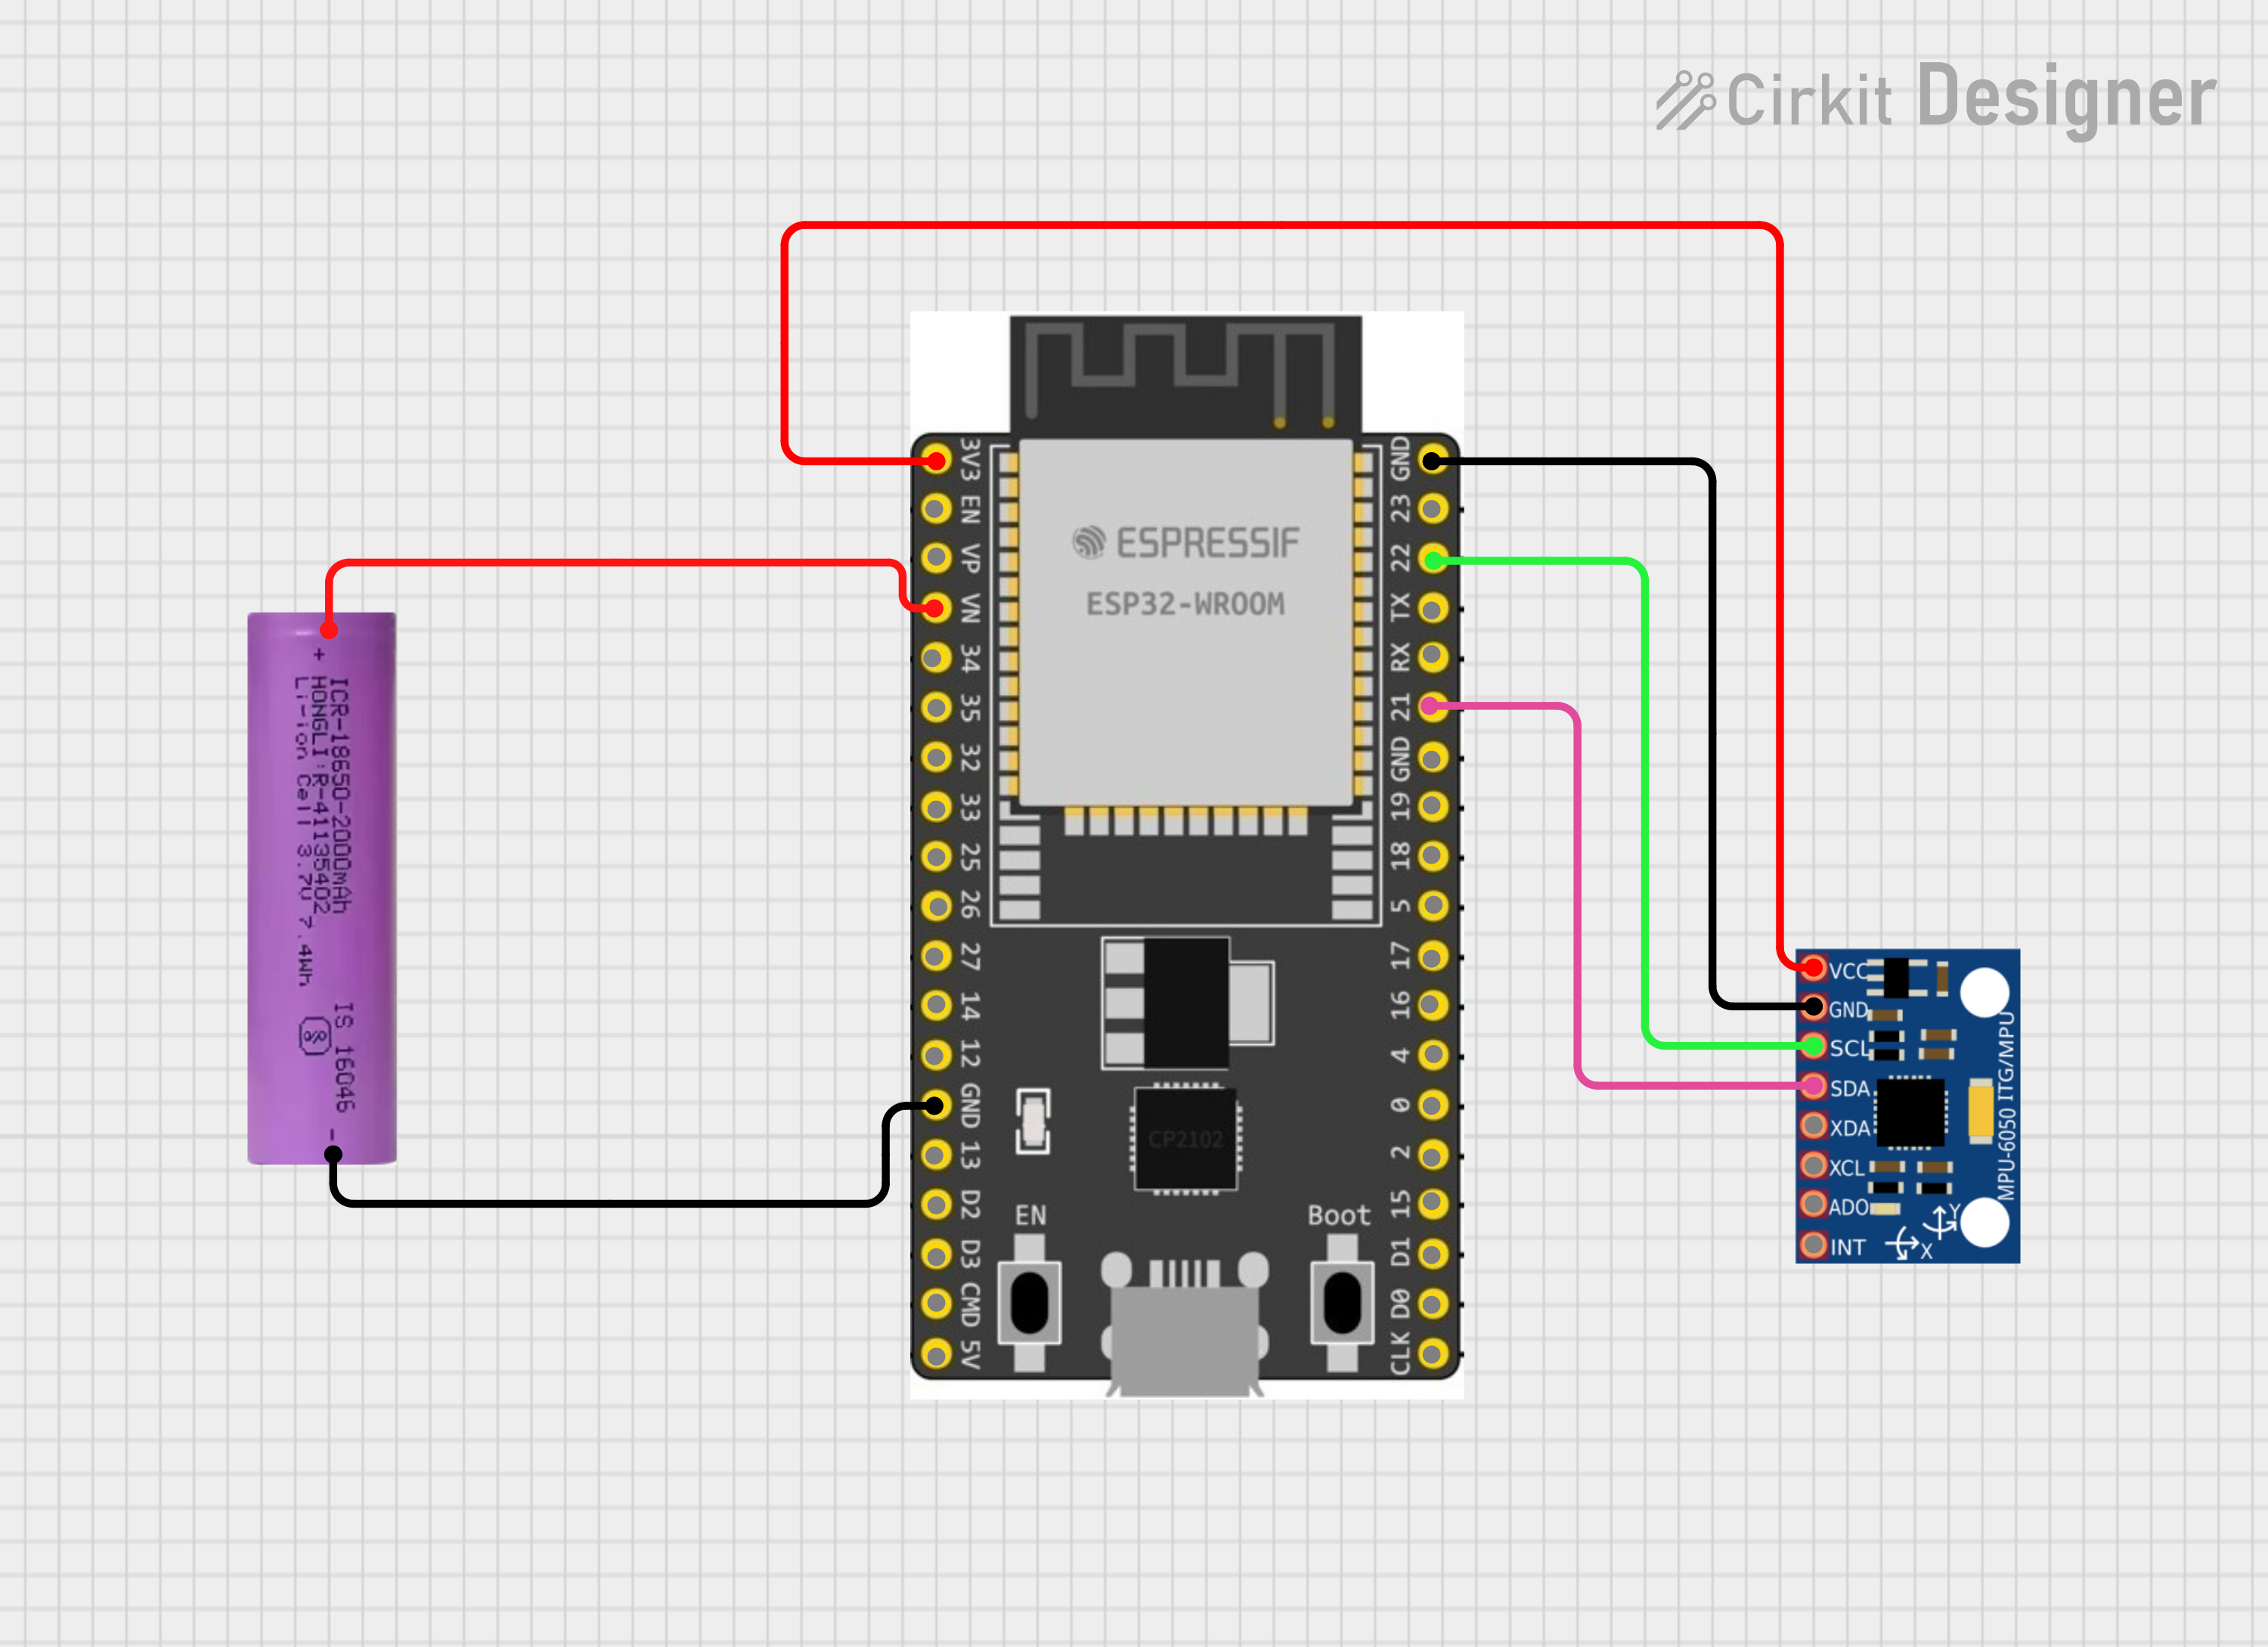 Cirkit Designer
+
ICR-18650-2000mAh
HONGLI:R-41135402
Li-ion Cell 3.7V 7.4Wh
IS 16046
-
3V3
EN
VP
VN
34
35
32
33
25
26
27
14
12
GND
13
D2
D3
CMD
5V
ESPRESSIF
ESP32-WROOM
CP2102
EN
Boot
GND
23
22
TX
RX
21
GND
19
18
5
17
16
4
0
2
15
D1
D0
CLK
VCC
GND
SCL
SDA
XDA
XCL
ADO
INT
MPU-6050 ITG/MPU
Y
X